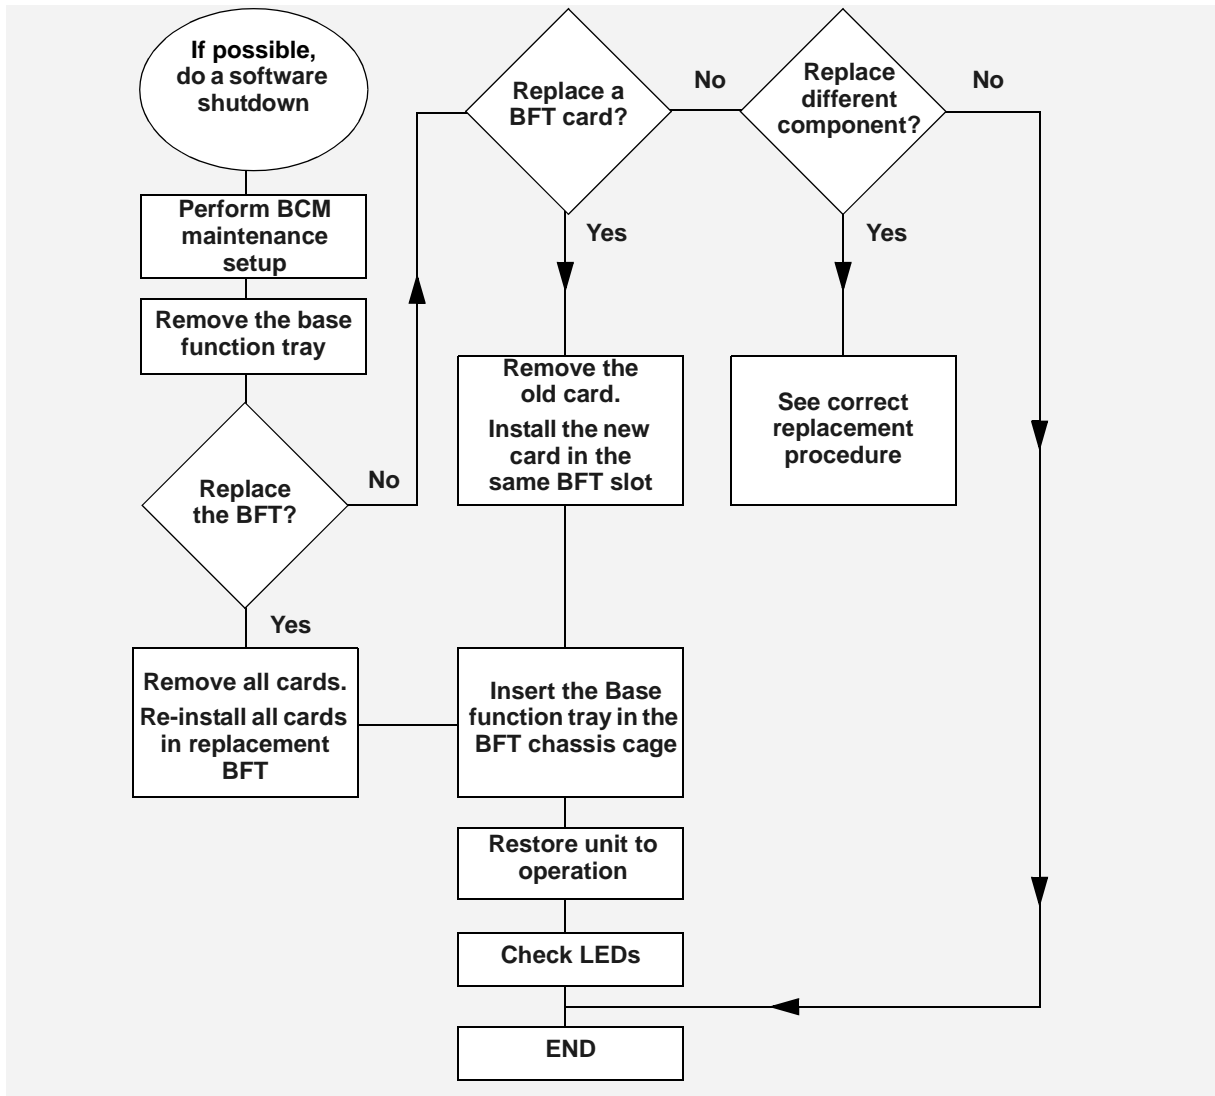 If possible,
do a software
shutdown
Perform BCM
maintenance
setup
Remove the base
function tray
Replace
the BFT?
No
Yes
Remove all cards.
Re-install all cards
in replacement
BFT
Replace a
BFT card?
No
Yes
Remove the
old card.
Install the new
card in the
same BFT slot
Insert the Base
function tray in the
BFT chassis cage
Restore unit to
operation
Check LEDs
END
Replace
different
component?
No
Yes
See correct
replacement
procedure